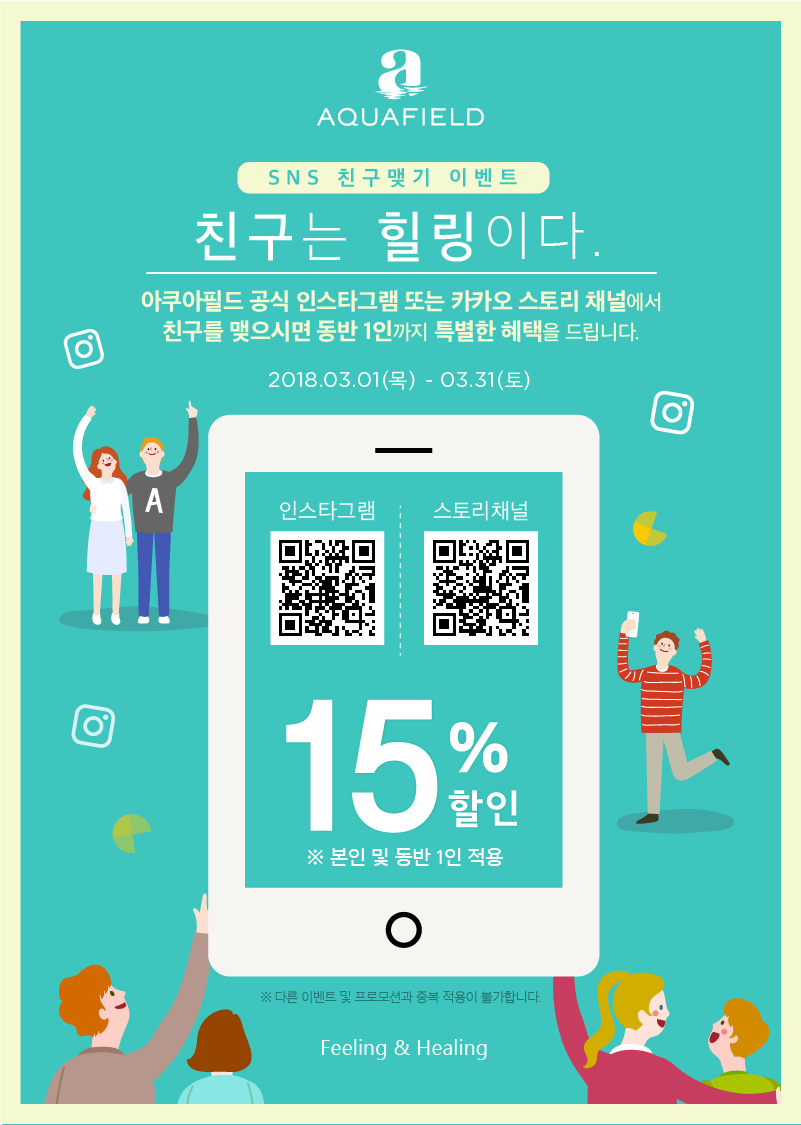 a
AQUAFIELD
SNS 친구맺기 이벤트
친구는 힐링이다.
아쿠아필드 공식 인스타그램 또는 카카오 스토리 채널에서
친구를 맺으시면 동반 1인까지 특별한 혜택을 드립니다.
2018.03.01(목) - 03.31(토)
인스타그램
스토리채널
A
15% 할인
※ 본인 및 동반 1인 적용
※ 다른 이벤트 및 프로모션과 중복 적용이 불가합니다.
Feeling & Healing